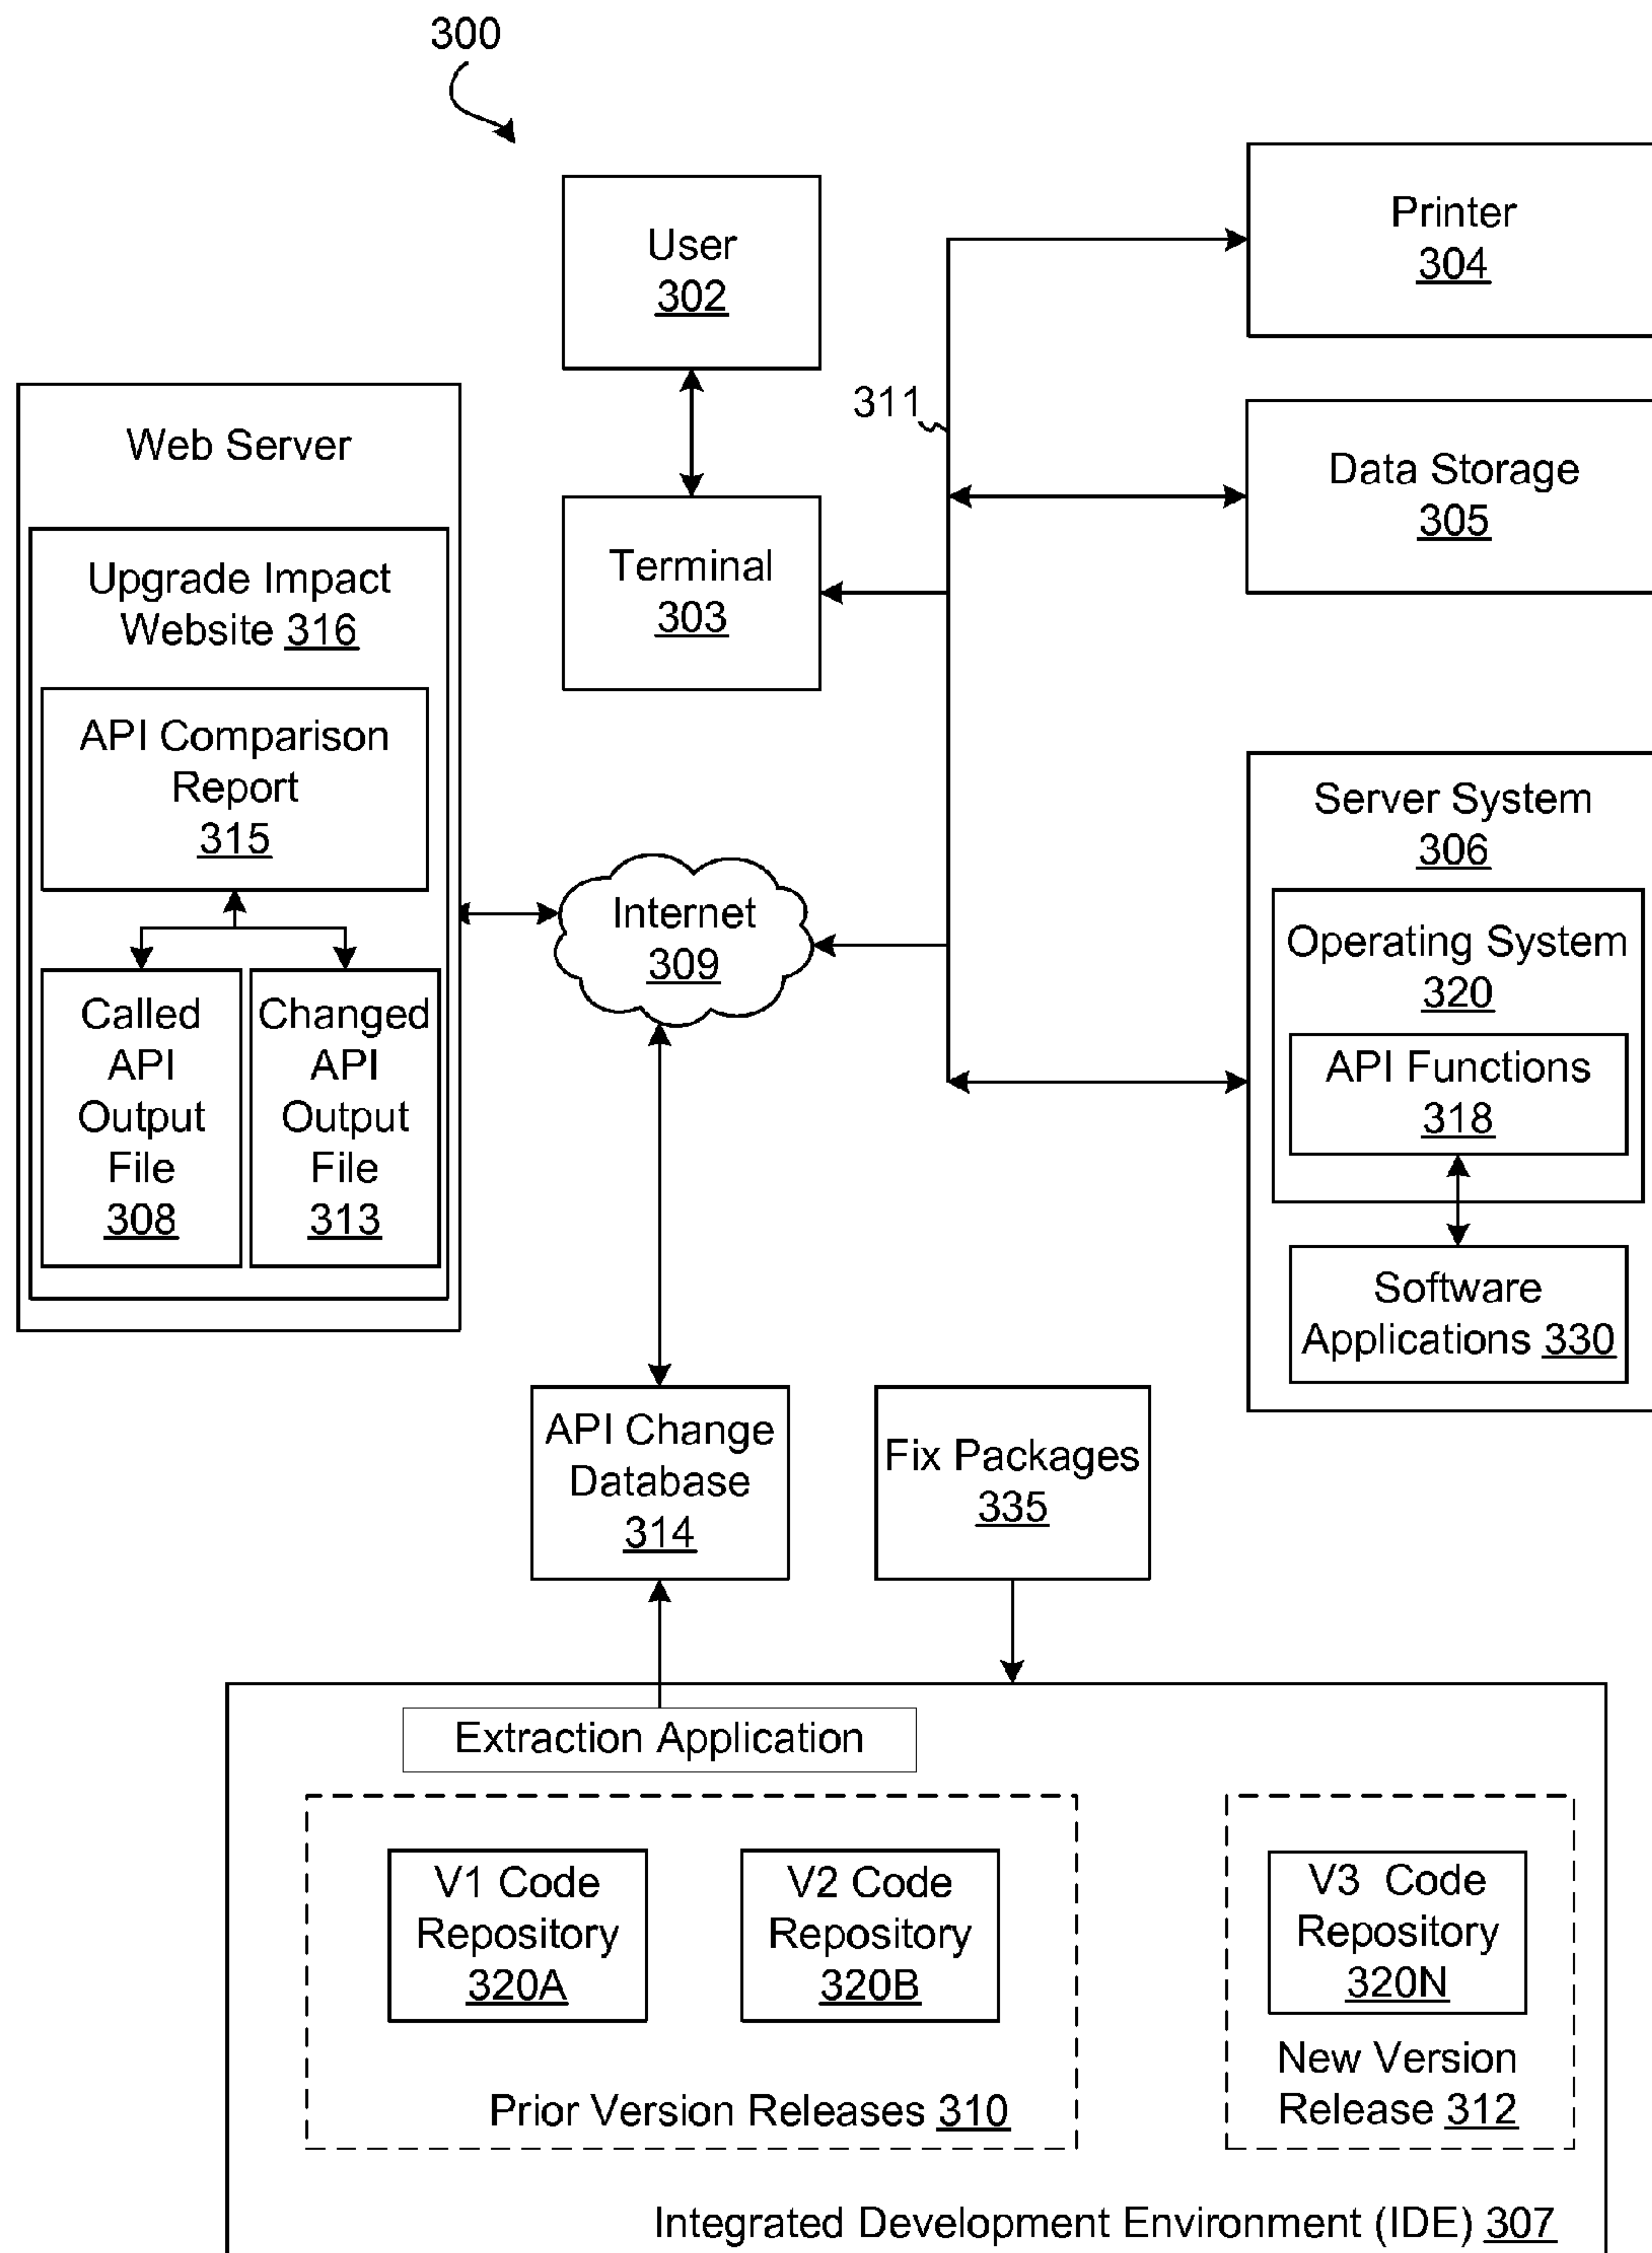 300
User
302
Printer
304
311
Data Storage
305
Web Server
Terminal
303
Upgrade Impact
Website 316
API Comparison
Report
315
Server System
306
Internet
309
Operating System
320
Called
API
Output
File
308
Changed
API
Output
File
313
API Functions
318
Software
Applications 330
API Change
Database
314
Fix Packages
335
Extraction Application
V1 Code
Repository
320A
V2 Code
Repository
320B
V3 Code
Repository
320N
Prior Version Releases 310
New Version
Release 312
Integrated Development Environment (IDE) 307